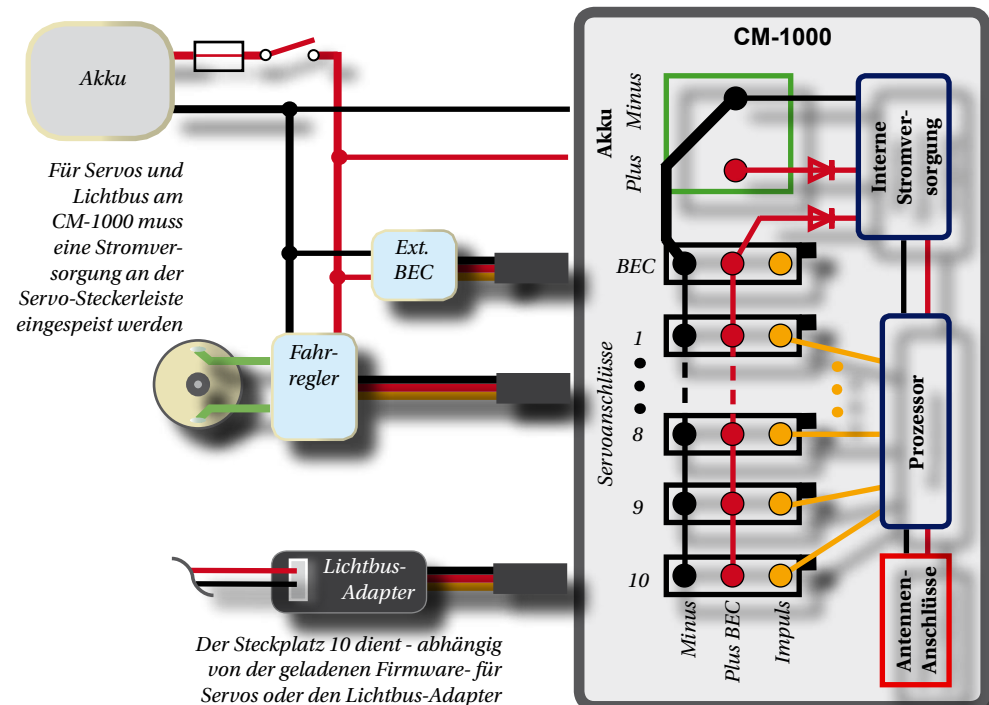 CM-1000
Akku
Akku
Minus
Plus
Interne
Stromver-
sorgung
Für Servos und
Lichtbus am
CM-1000 muss
eine Stromver-
sorgung an der
Servo-Steckerleiste
eingespeist werden
Ext.
BEC
BEC
Fahr-
regler
Servoanschlüsse
1
8
9
10
Prozessor
Lichtbus-
Adapter
Minus
Plus BEC
Impuls
Antennen-
Anschlüsse
Der Steckplatz 10 dient - abhängig
von der geladenen Firmware- für
Servos oder den Lichtbus-Adapter